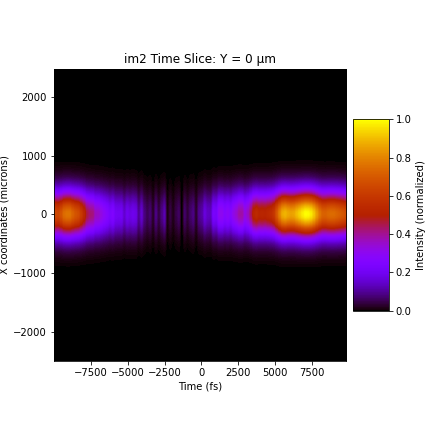 im2 Time Slice: Y = 0 μm
X coordinates (microns)
2000
1000
0
−1000
−2000
−7500 −5000 −2500 0 2500 5000 7500
Time (fs)
1.0
0.8
0.6
0.4
0.2
0.0
Intensity (normalized)